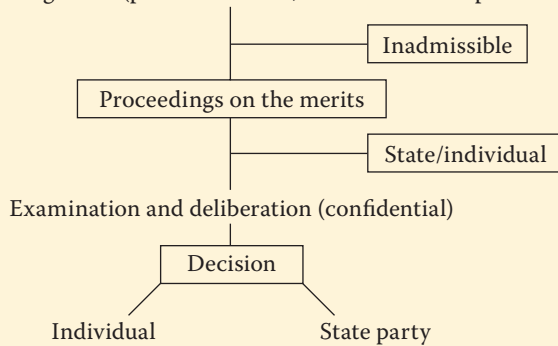 Inadmissible
Proceedings on the merits
State/individual
Examination and deliberation (confidential)
Decision
Individual
State party